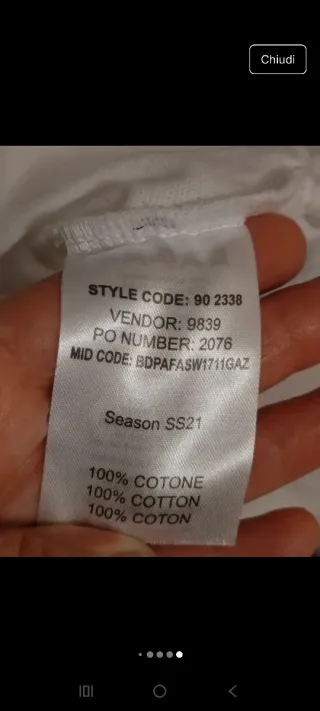 Chiudi
STYLE CODE: 90 2338
VENDOR: 9839
PO NUMBER: 2076
MID CODE: BDPAFASW1711GAZ
Season SS21
100% COTONE
100% COTTON
100% COTON